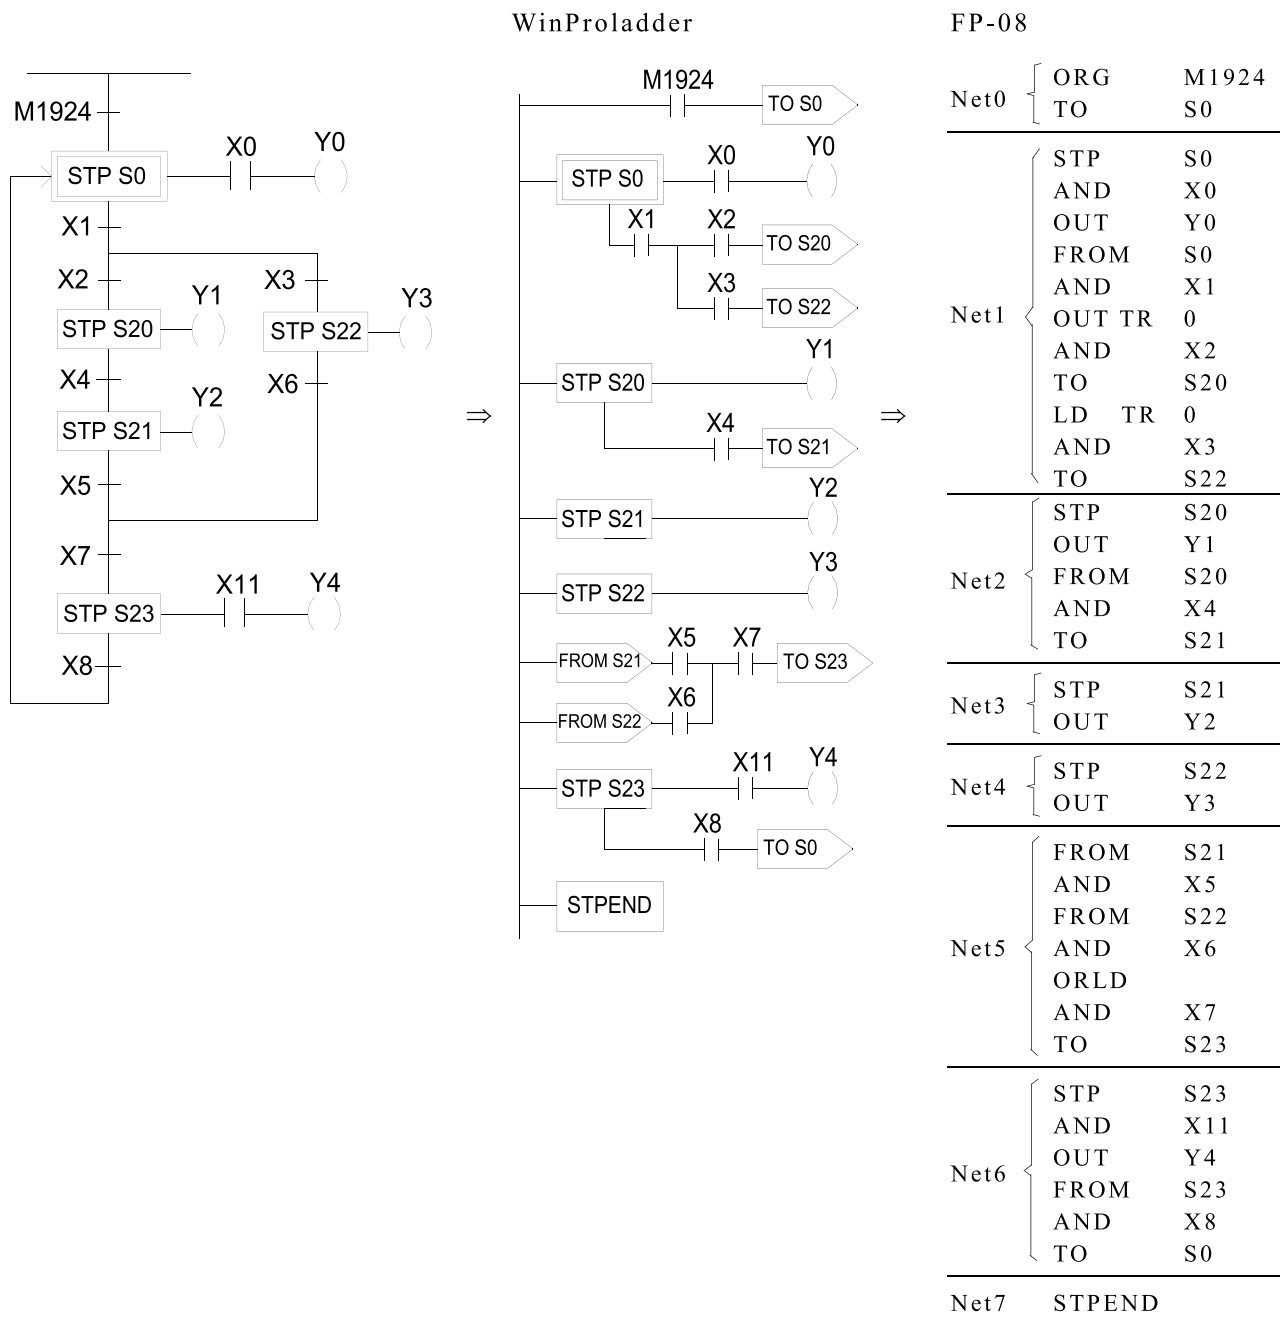 WinProladder
FP-08
M1924
X0 Y0
STP S0
X1
X2 X3
Y1 Y3
STP S20 STP S22
X4 X6
Y2
STP S21
X5
X7
X11 Y4
STP S23
X8
⇒
M1924
TO S0
X0 Y0
STP S0
X1 X2
TO S20
X3
TO S22
Y1
STP S20
X4
TO S21
Y2
STP S21
Y3
STP S22
X5 X7
FROM S21 TO S23
X6
FROM S22
X11 Y4
STP S23
X8
TO S0
STPEND
⇒
Net0
ORG M1924
TO S0
Net1
STP S0
AND X0
OUT Y0
FROM S0
AND X1
OUT TR 0
AND X2
TO S20
LD TR 0
AND X3
TO S22
Net2
STP S20
OUT Y1
FROM S20
AND X4
TO S21
Net3
STP S21
OUT Y2
Net4
STP S22
OUT Y3
Net5
FROM S21
AND X5
FROM S22
AND X6
ORLD
AND X7
TO S23
Net6
STP S23
AND X11
OUT Y4
FROM S23
AND X8
TO S0
Net7 STPEND